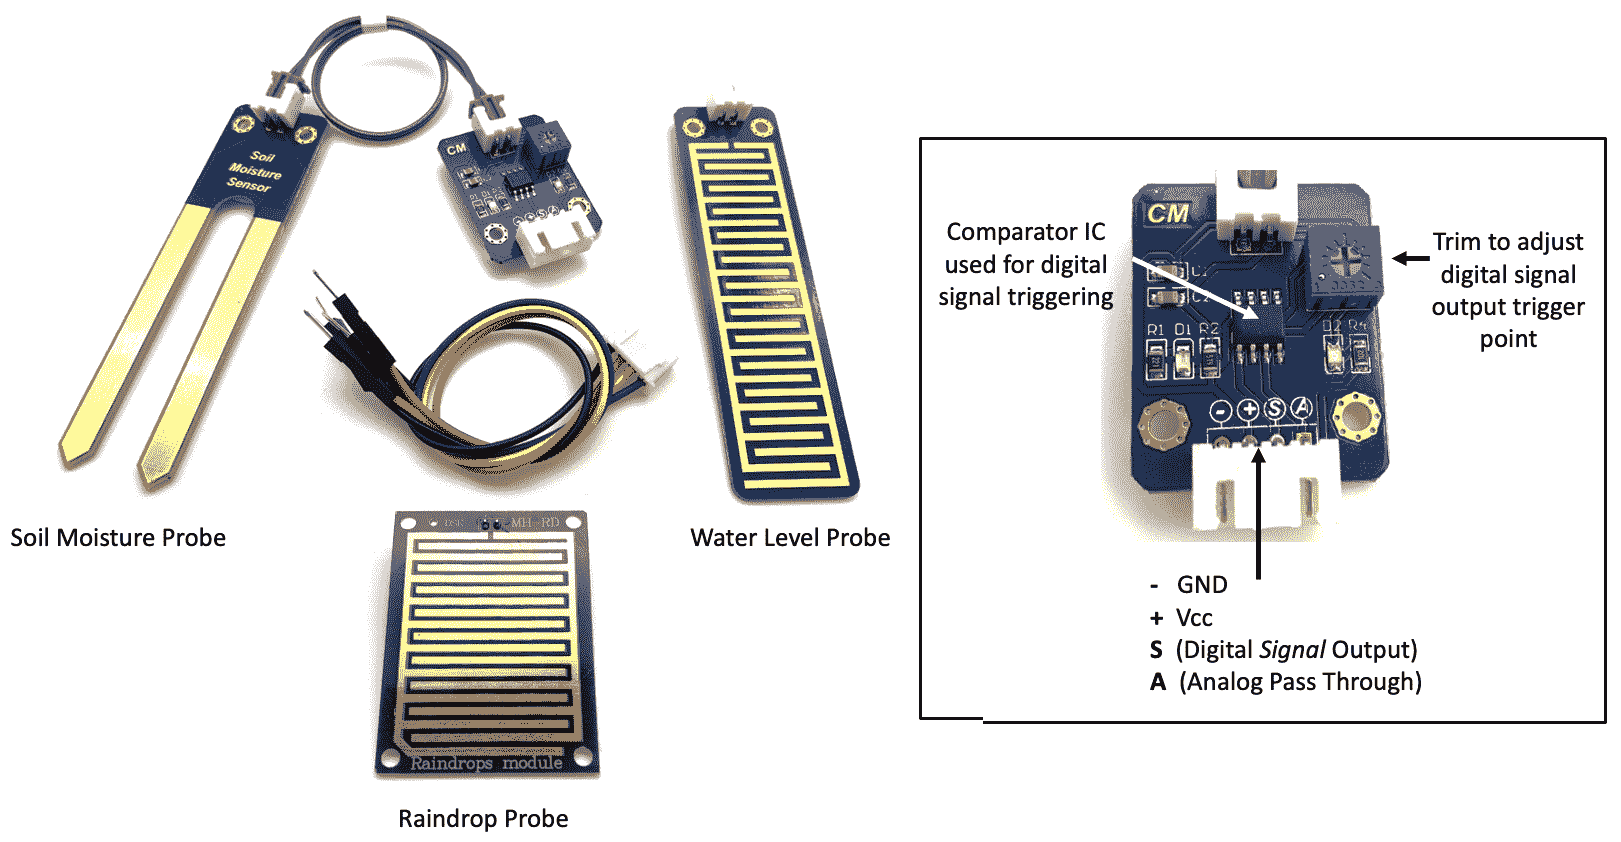 Soil
Moisture
Sensor
CM
- + S A
Soil Moisture Probe
MH-RD
Raindrops module
Raindrop Probe
Water Level Probe
Comparator IC
used for digital
signal triggering
CM
R1 D1 R2
D2 R4
- + S A
Trim to adjust
digital signal
output trigger
point
- GND
+ Vcc
S (Digital Signal Output)
A (Analog Pass Through)